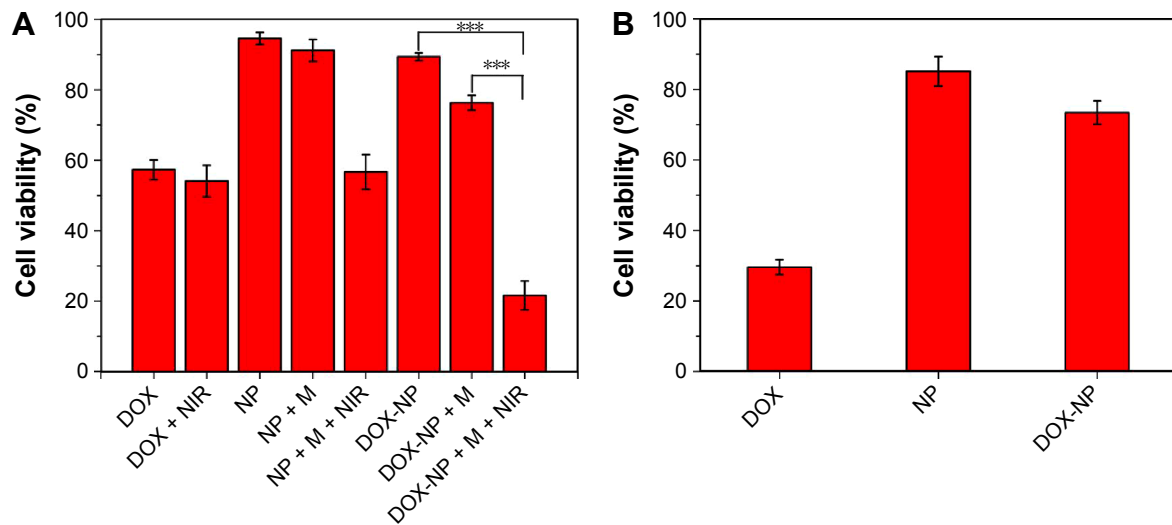 A
Cell viability (%)
100
80
60
40
20
0
***
***
DOX
DOX + NIR
NP
NP + M
NP + M + NIR
DOX-NP
DOX-NP + M
DOX-NP + M + NIR
B
Cell viability (%)
100
80
60
40
20
0
DOX
NP
DOX-NP